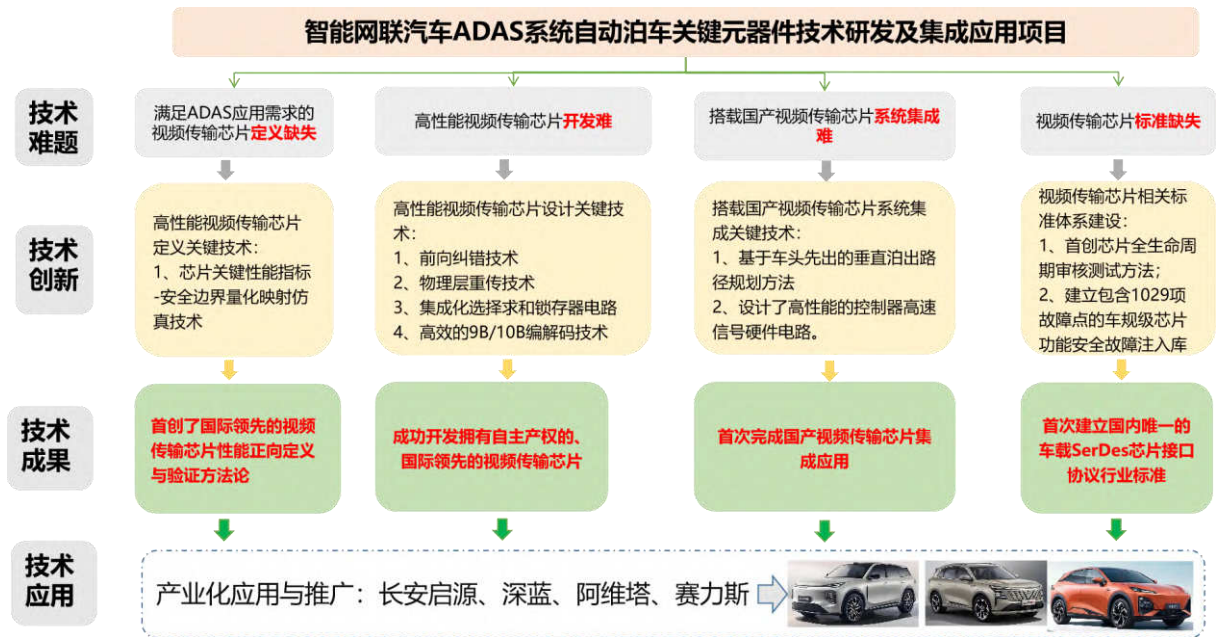 智能网联汽车ADAS系统自动泊车关键元器件技术研发及集成应用项目
技术
难题
满足ADAS应用需求的
视频传输芯片定义缺失
高性能视频传输芯片开发难
搭载国产视频传输芯片系统集成
难
视频传输芯片标准缺失
技术
创新
高性能视频传输芯片
定义关键技术：
1、芯片关键性能指标
-安全边界量化映射仿
真技术
高性能视频传输芯片设计关键技
术：
1、前向纠错技术
2、物理层重传技术
3、集成化选择求和锁存器电路
4、高效的9B/10B编解码技术
搭载国产视频传输芯片系统集
成关键技术：
1、基于车头先出的垂直泊出路
径规划方法
2、设计了高性能的控制器高速
信号硬件电路。
视频传输芯片相关标
准体系建设：
1、首创芯片全生命周
期审核测试方法；
2、建立包含1029项
故障点的车规级芯片
功能安全故障注入库
技术
成果
首创了国际领先的视频
传输芯片性能正向定义
与验证方法论
成功开发拥有自主产权的、
国际领先的视频传输芯片
首次完成国产视频传输芯片集
成应用
首次建立国内唯一的
车载SerDes芯片接口
协议行业标准
技术
应用
产业化应用与推广：长安启源、深蓝、阿维塔、赛力斯